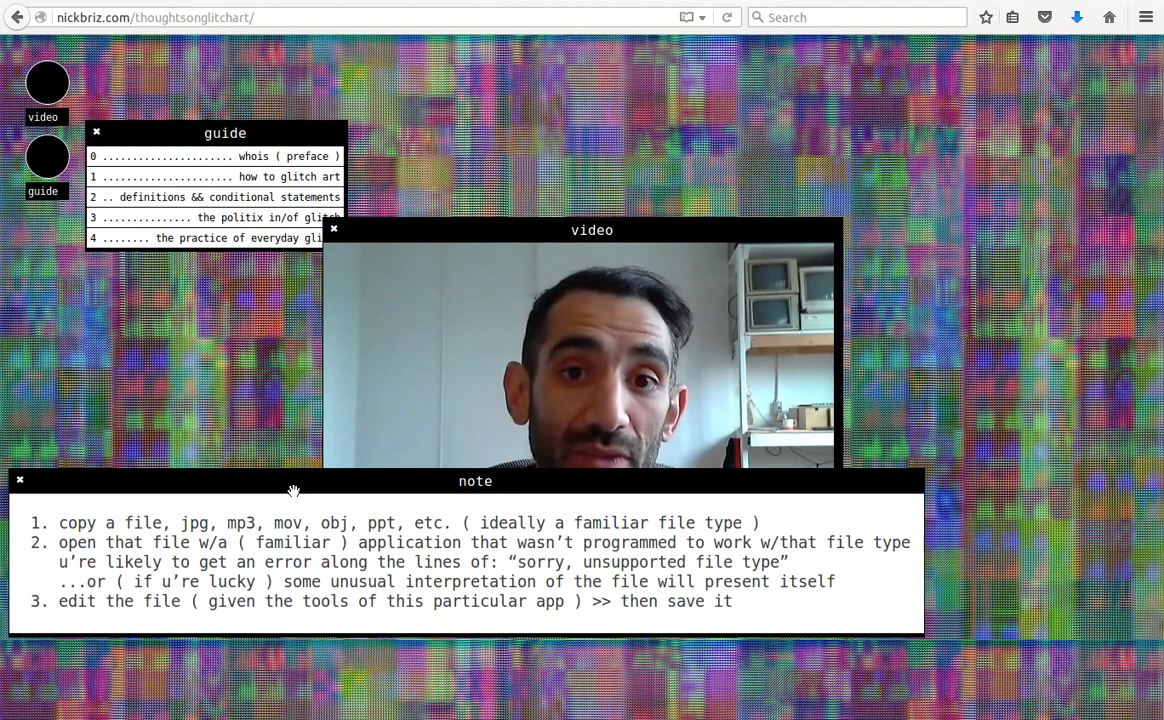 nickbriz.com/thoughtsonglitchart/
Search
video
guide
guide
0 ...................... whois ( preface )
1 ...................... how to glitch art
2 .. definitions && conditional statements
3 ............... the politix in/of glitch
4 ........ the practice of everyday gli
video
note
1. copy a file, jpg, mp3, mov, obj, ppt, etc. ( ideally a familiar file type )
2. open that file w/a ( familiar ) application that wasn’t programmed to work w/that file type
u’re likely to get an error along the lines of: “sorry, unsupported file type”
...or ( if u’re lucky ) some unusual interpretation of the file will present itself
3. edit the file ( given the tools of this particular app ) >> then save it